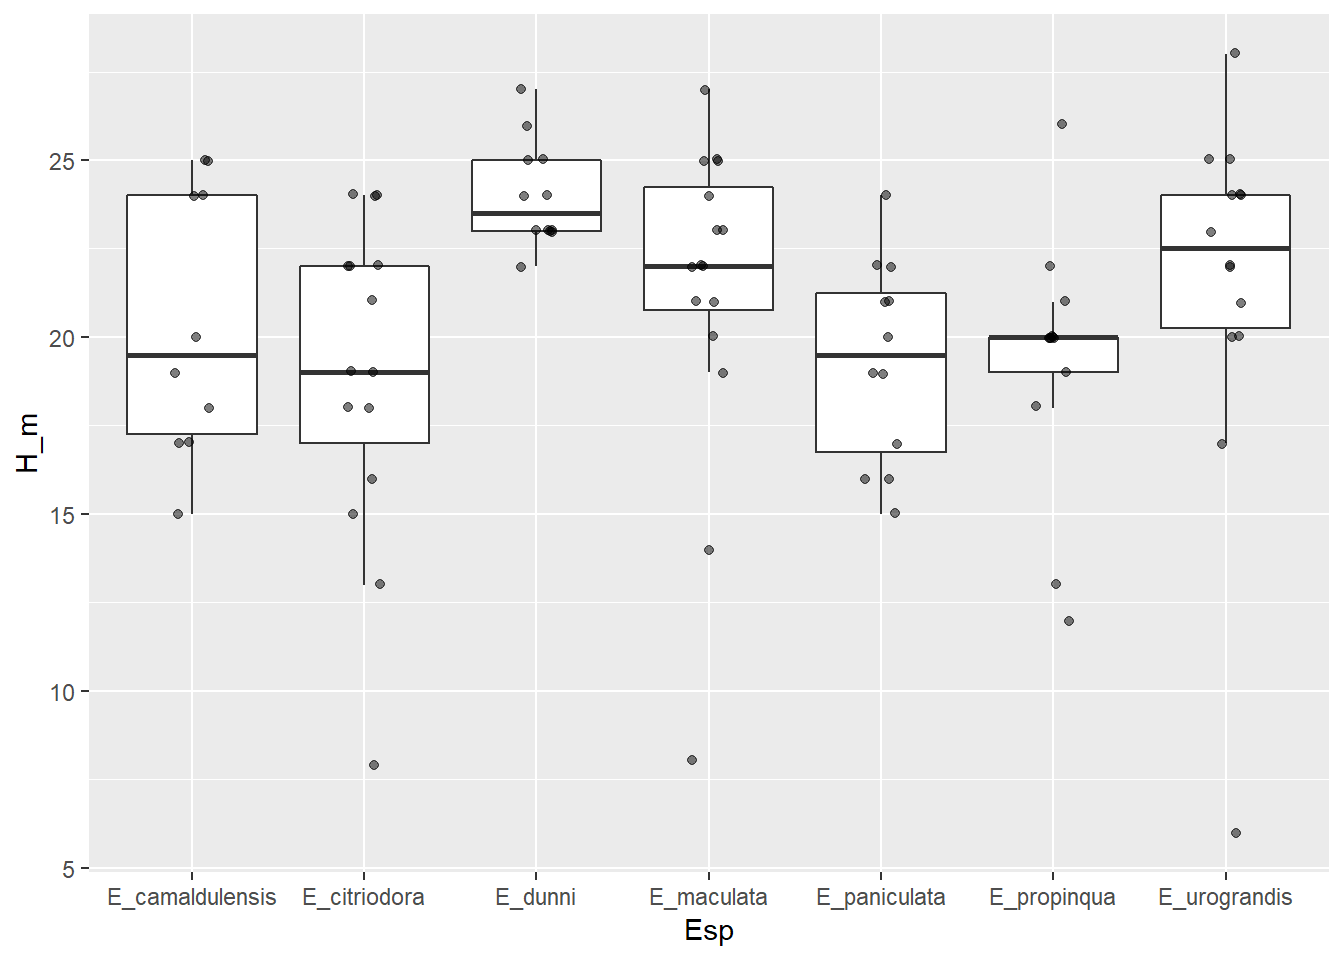 H_m
25
20
15
10
5
E_camaldulensis E_citriodora E_dunni E_maculata E_paniculata E_propinqua E_urograndis
Esp